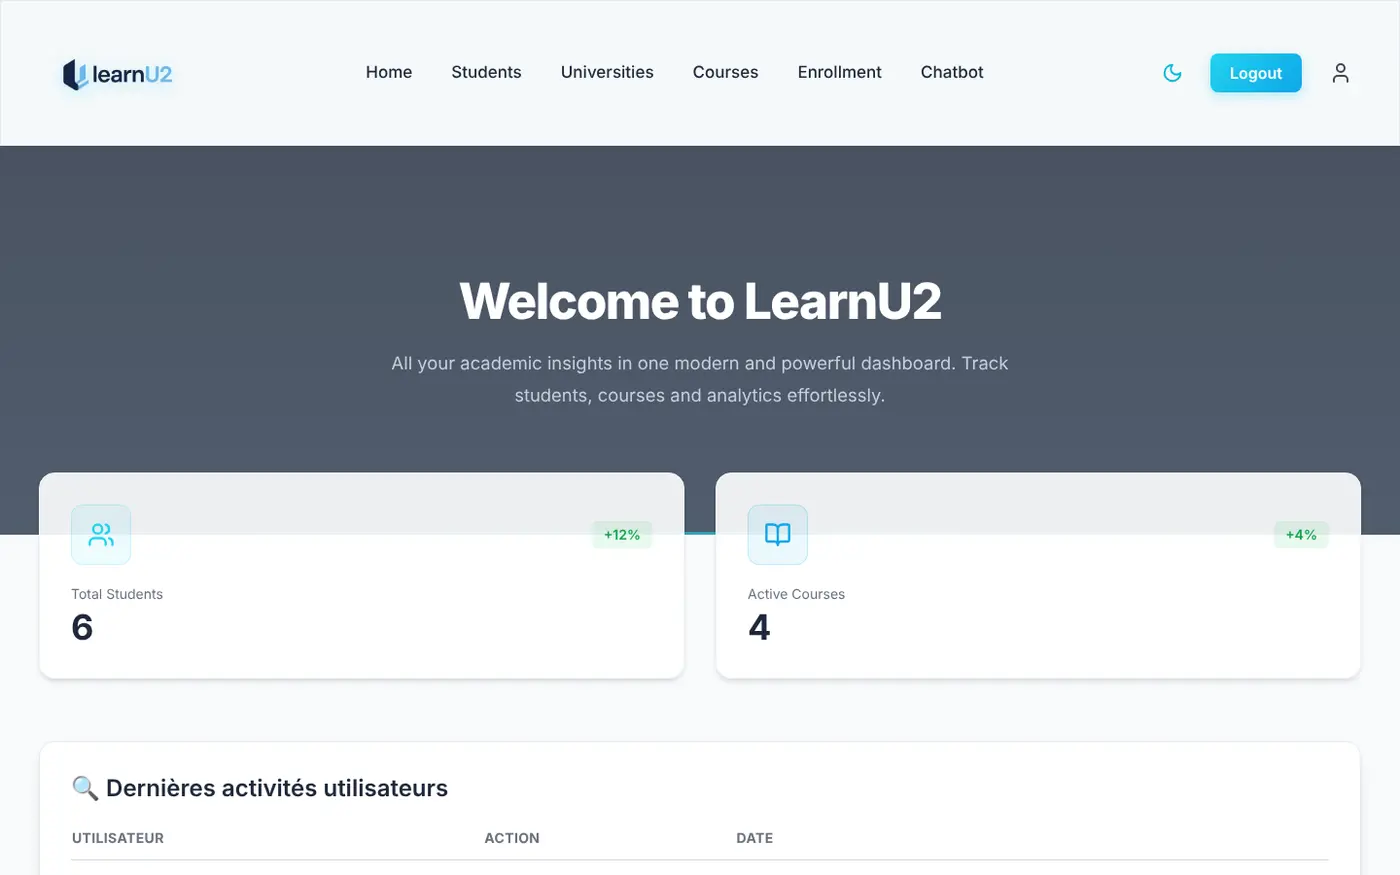 learnU2
Home Students Universities Courses Enrollment Chatbot Logout
Welcome to LearnU2
All your academic insights in one modern and powerful dashboard. Track
students, courses and analytics effortlessly.
+12%
Total Students
6
+4%
Active Courses
4
🔍 Dernières activités utilisateurs
UTILISATEUR ACTION DATE